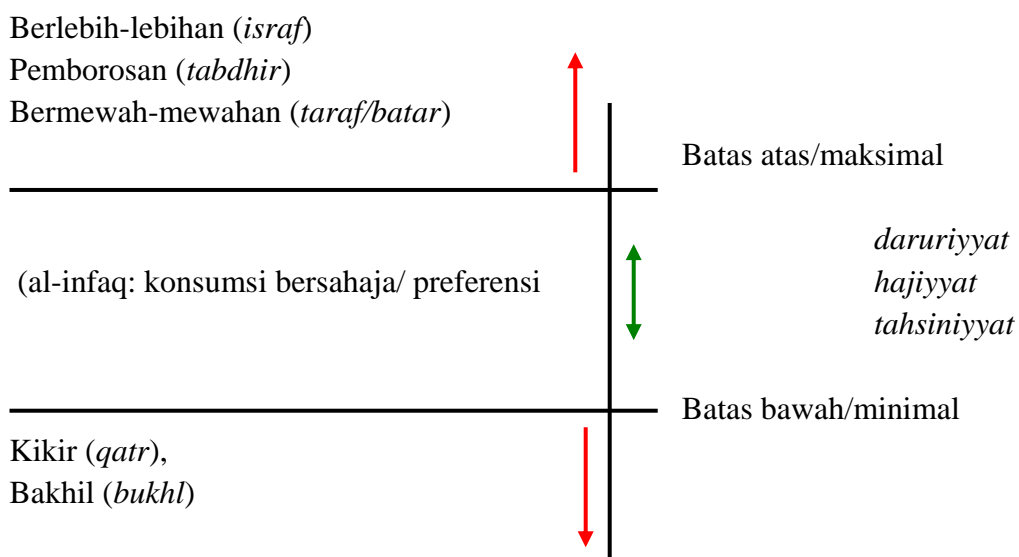 Berlebih-lebihan (israf)
Pemborosan (tabdhir)
Bermewah-mewahan (taraf/batar)
Batas atas/maksimal
daruriyyat
(al-infaq: konsumsi bersahaja/ preferensi
hajiyyat
tahsiniyyat
Batas bawah/minimal
Kikir (qatr),
Bakhil (bukhl)